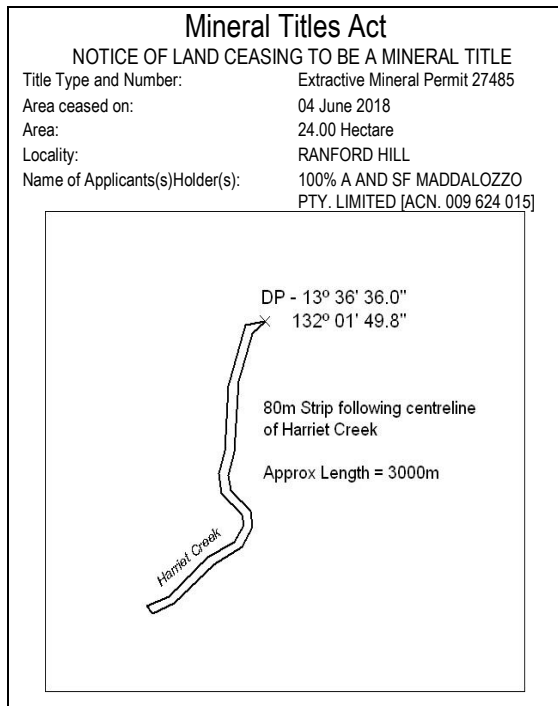 Mineral Titles Act
NOTICE OF LAND CEASING TO BE A MINERAL TITLE
Title Type and Number: Extractive Mineral Permit 27485
Area ceased on: 04 June 2018
Area: 24.00 Hectare
Locality: RANFORD HILL
Name of Applicants(s)Holder(s): 100% A AND SF MADDALOZZO
PTY. LIMITED [ACN. 009 624 015]
DP - 13º 36' 36.0"
132º 01' 49.8"
80m Strip following centreline
of Harriet Creek
Approx Length = 3000m
Harriet Creek